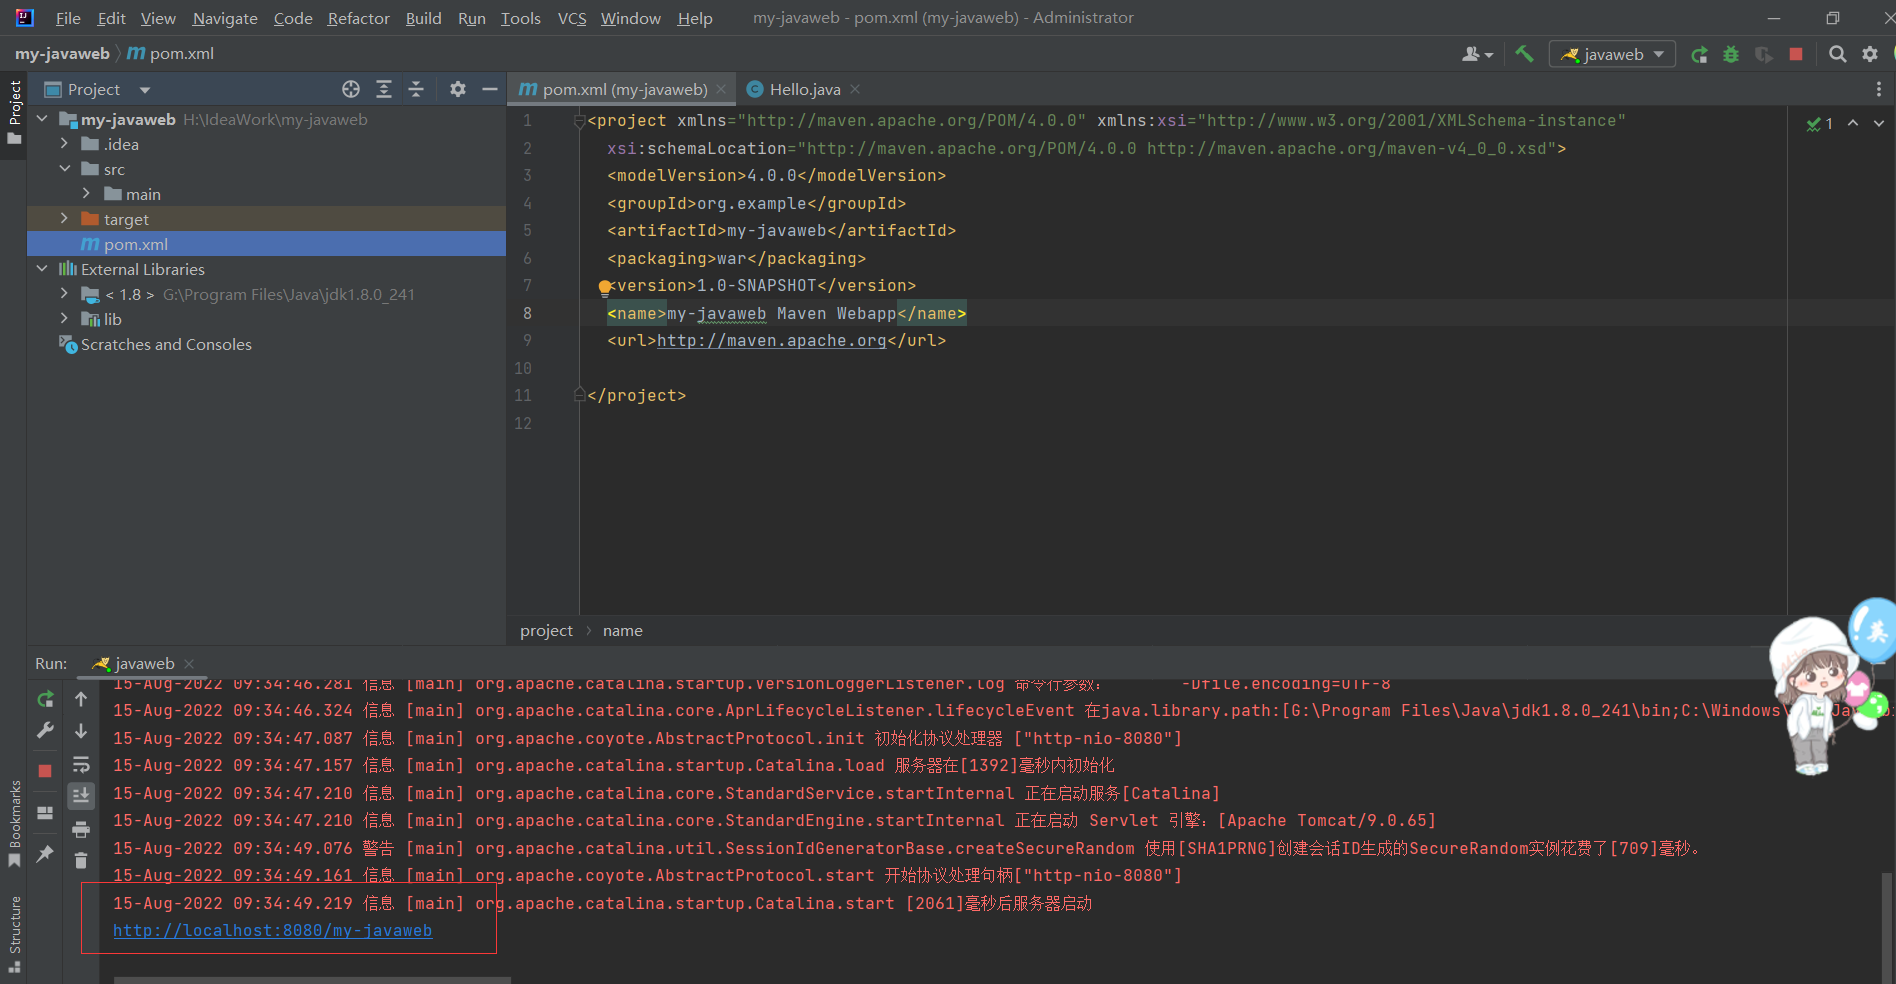 File Edit View Navigate Code Refactor Build Run Tools VCS Window Help my-javaweb - pom.xml (my-javaweb) - Administrator
my-javaweb pom.xml
javaweb
Project
Project
my-javaweb H:\IdeaWork\my-javaweb
.idea
src
main
target
pom.xml
External Libraries
< 1.8 > G:\Program Files\Java\jdk1.8.0_241
lib
Scratches and Consoles
pom.xml (my-javaweb) Hello.java
1 <project xmlns="http://maven.apache.org/POM/4.0.0" xmlns:xsi="http://www.w3.org/2001/XMLSchema-instance"
2 xsi:schemaLocation="http://maven.apache.org/POM/4.0.0 http://maven.apache.org/maven-v4_0_0.xsd">
3 <modelVersion>4.0.0</modelVersion>
4 <groupId>org.example</groupId>
5 <artifactId>my-javaweb</artifactId>
6 <packaging>war</packaging>
7 <version>1.0-SNAPSHOT</version>
8 <name>my-javaweb Maven Webapp</name>
9 <url>http://maven.apache.org</url>
10
11 </project>
12
1
project name
英
Run: javaweb
15-Aug-2022 09:34:46.281 信息 [main] org.apache.catalina.startup.VersionLoggerListener.log 命令行参数: -Dfile.encoding=UTF-8
15-Aug-2022 09:34:46.324 信息 [main] org.apache.catalina.core.AprLifecycleListener.lifecycleEvent 在java.library.path:[G:\Program Files\Java\jdk1.8.0_241\bin;C:\Windows\
15-Aug-2022 09:34:47.087 信息 [main] org.apache.coyote.AbstractProtocol.init 初始化协议处理器 ["http-nio-8080"]
15-Aug-2022 09:34:47.157 信息 [main] org.apache.catalina.startup.Catalina.load 服务器在[1392]毫秒内初始化
15-Aug-2022 09:34:47.210 信息 [main] org.apache.catalina.core.StandardService.startInternal 正在启动服务[Catalina]
15-Aug-2022 09:34:47.210 信息 [main] org.apache.catalina.core.StandardEngine.startInternal 正在启动 Servlet 引擎：[Apache Tomcat/9.0.65]
15-Aug-2022 09:34:49.076 警告 [main] org.apache.catalina.util.SessionIdGeneratorBase.createSecureRandom 使用[SHA1PRNG]创建会话ID生成的SecureRandom实例花费了[709]毫秒。
15-Aug-2022 09:34:49.161 信息 [main] org.apache.coyote.AbstractProtocol.start 开始协议处理句柄["http-nio-8080"]
15-Aug-2022 09:34:49.219 信息 [main] org.apache.catalina.startup.Catalina.start [2061]毫秒后服务器启动
http://localhost:8080/my-javaweb
Bookmarks
Structure